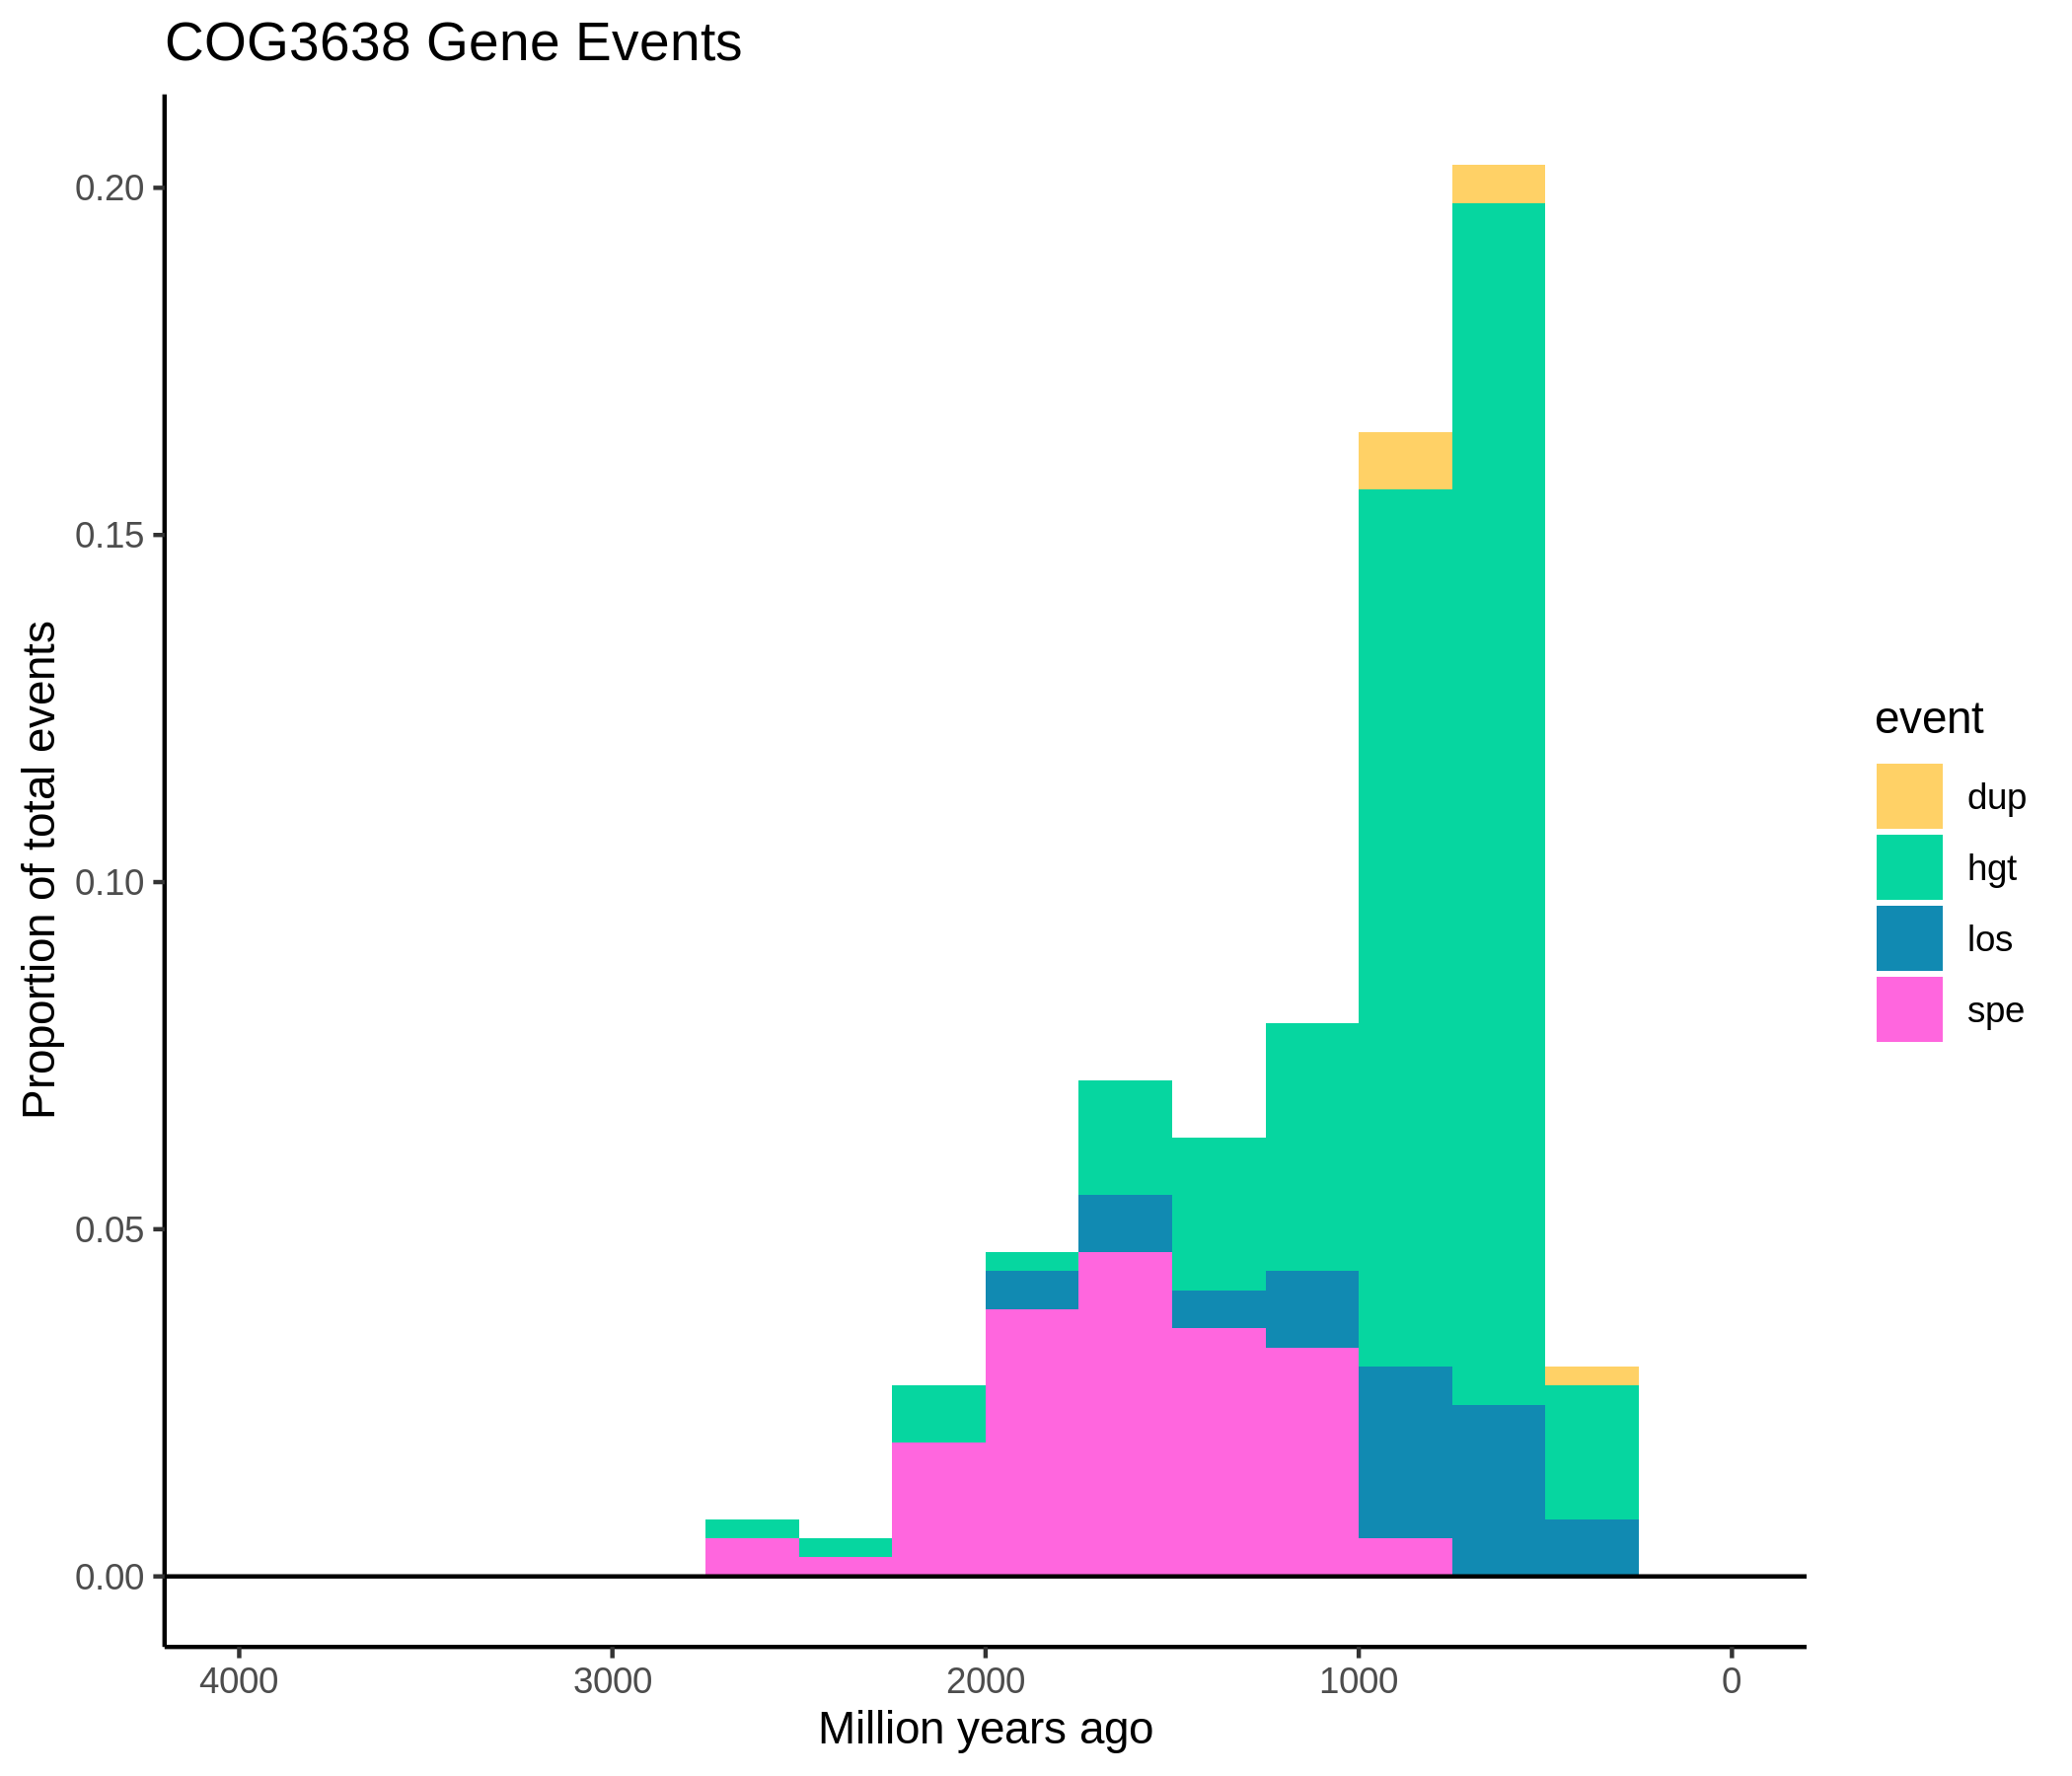 COG3638 Gene Events
Proportion of total events
0.20
0.15
0.10
0.05
0.00
4000 3000 2000 1000 0
Million years ago
event
dup
hgt
los
spe